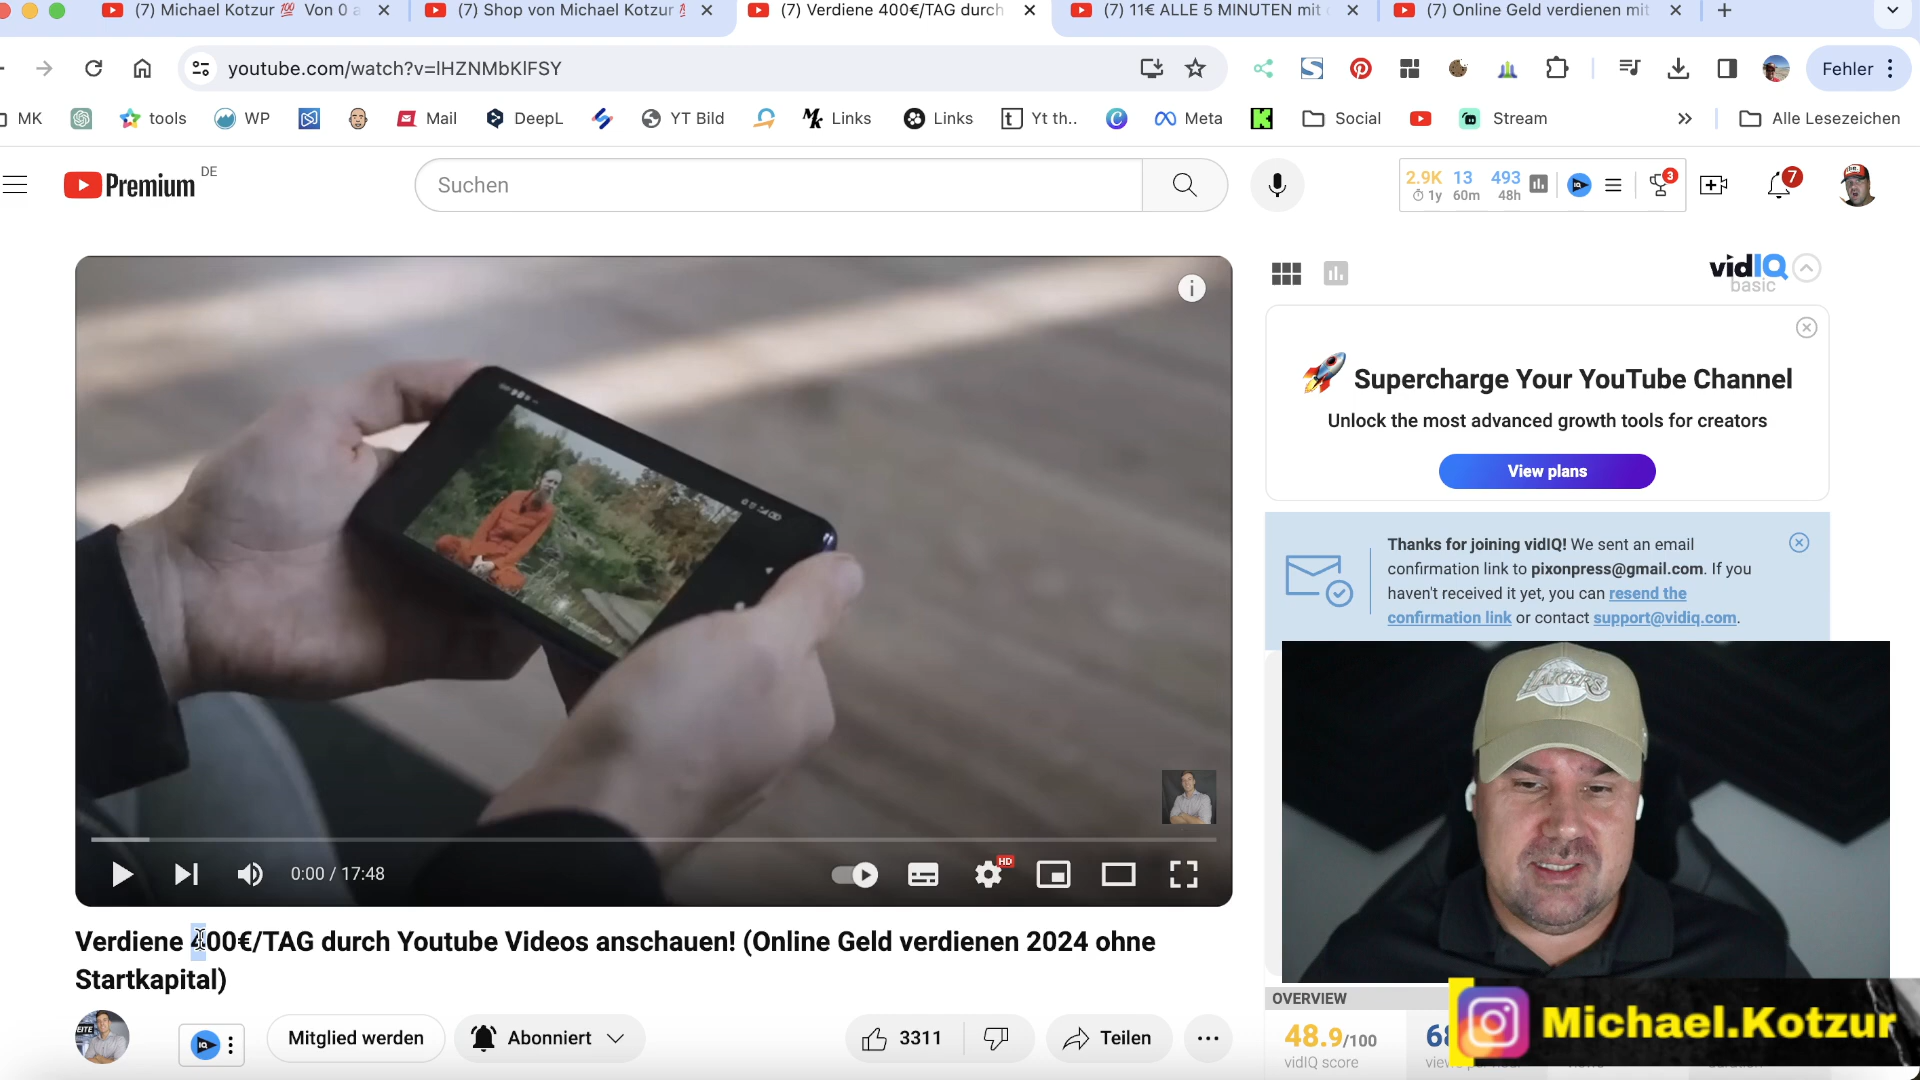 (7) Michael Kotzur 💯 Von 0 a
(7) Shop von Michael Kotzur
(7) Verdiene 400€/TAG durch
(7) 11€ ALLE 5 MINUTEN mit
(7) Online Geld verdienen mit
youtube.com/watch?v=lHZNMbKlFSY
Fehler
MK
tools
WP
Mail
DeepL
YT Bild
Links
Links
Yt th..
Meta
Social
Stream
Alle Lesezeichen
Premium DE
Suchen
2.9K 13 493
1y 60m 48h
3
7
vidIQ
basic
🚀 Supercharge Your YouTube Channel
Unlock the most advanced growth tools for creators
View plans
Thanks for joining vidIQ! We sent an email
confirmation link to pixonpress@gmail.com. If you
haven't received it yet, you can resend the
confirmation link or contact support@vidiq.com.
LAKERS
HD
0:00 / 17:48
Verdiene 400€/TAG durch Youtube Videos anschauen! (Online Geld verdienen 2024 ohne
Startkapital)
Mitglied werden
Abonniert
3311
Teilen
OVERVIEW
48.9/100
vidIQ score
Michael.Kotzur